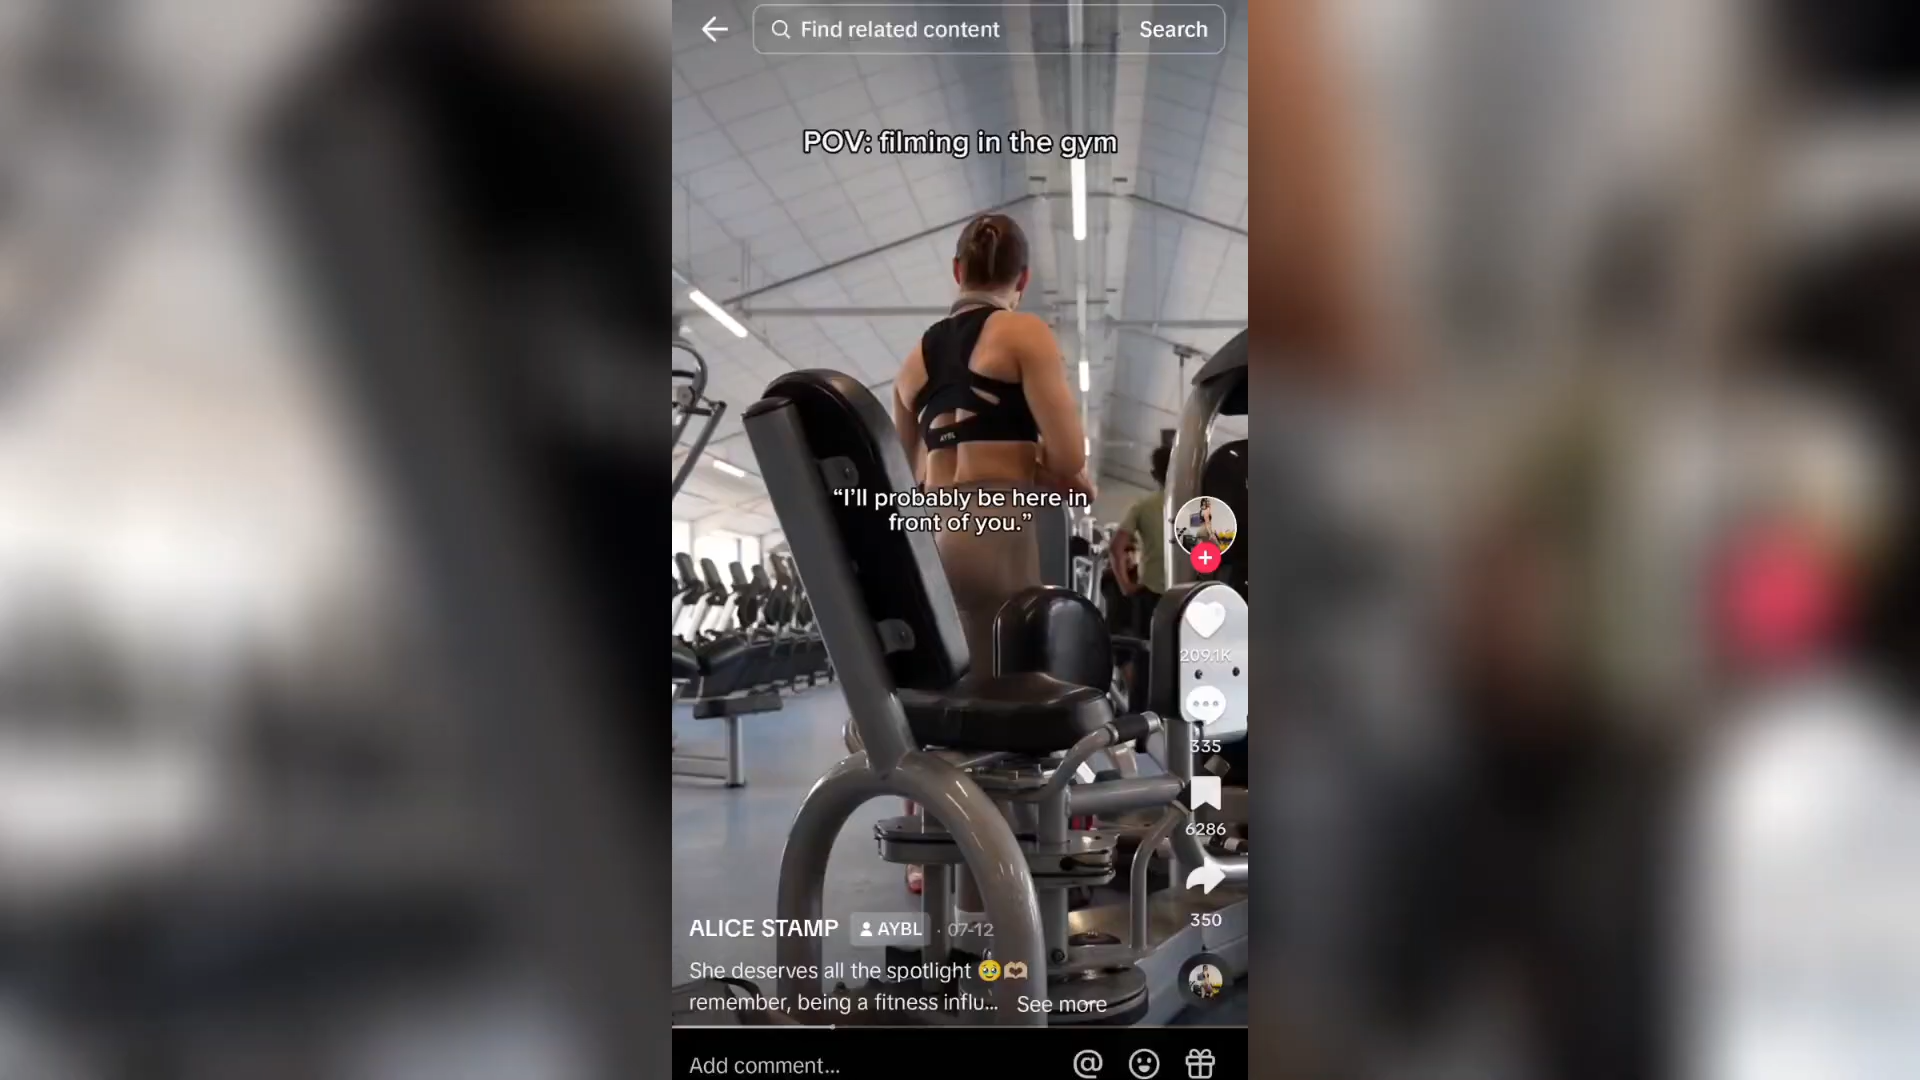 Find related content Search
POV: filming in the gym
AYBL
“I’ll probably be here in
front of you.”
209.1K
335
6286
350
ALICE STAMP AYBL · 07-12
She deserves all the spotlight 🥹🫶🏼
remember, being a fitness influ... See more
Add comment...